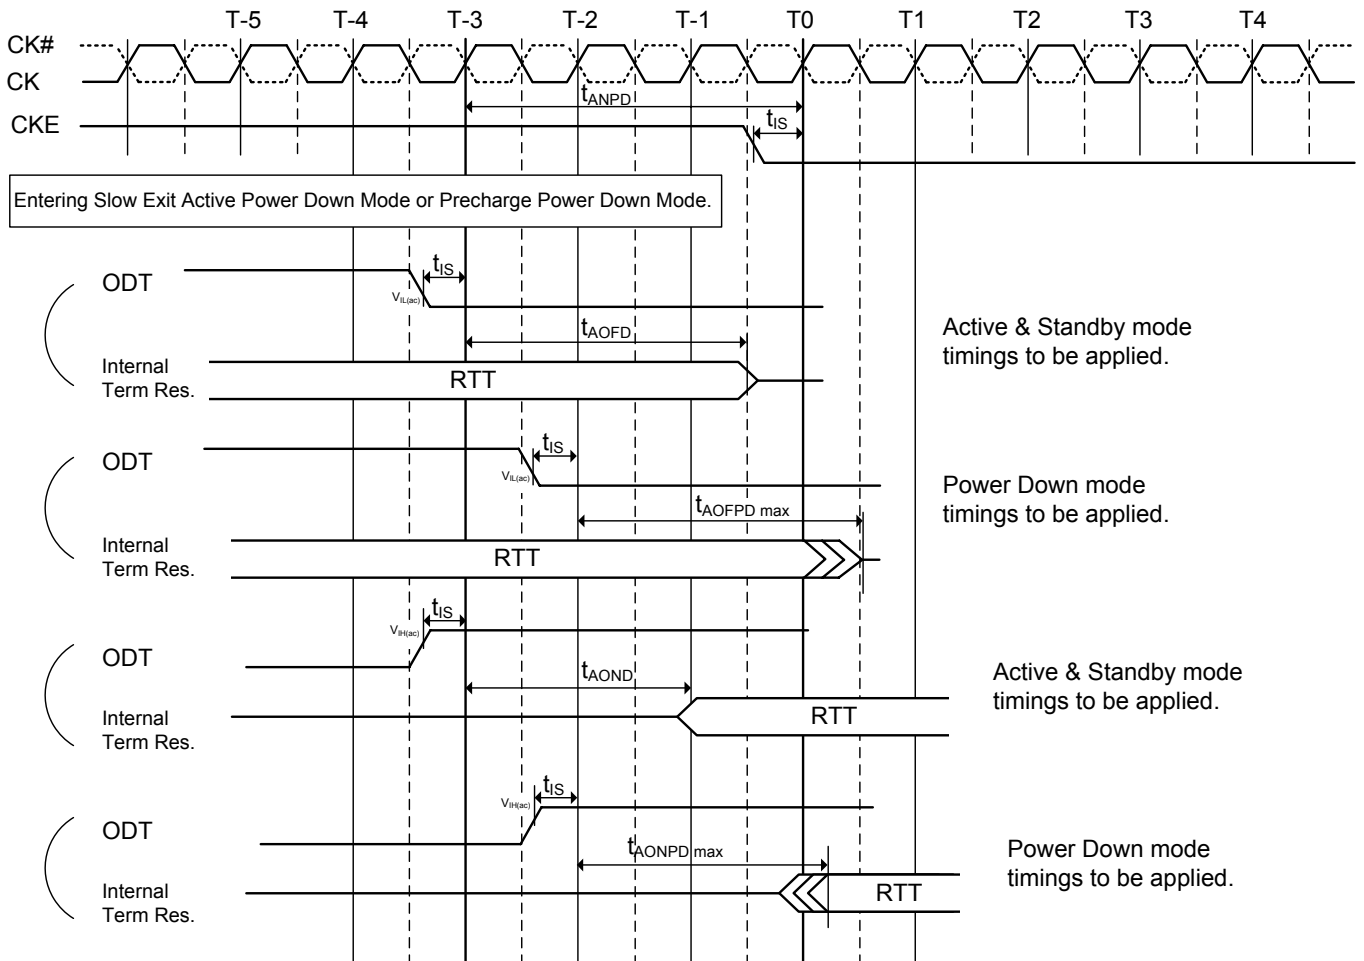 T-5 T-4 T-3 T-2 T-1 T0 T1 T2 T3 T4
CK#
CK
tANPD
CKE
tIS
Entering Slow Exit Active Power Down Mode or Precharge Power Down Mode.
ODT
tIS
VIL(ac)
tAOFD
Internal
Term Res.
RTT
Active & Standby mode
timings to be applied.
ODT
tIS
VIL(ac)
tAOFPD max
Internal
Term Res.
RTT
Power Down mode
timings to be applied.
ODT
tIS
VIH(ac)
tAOND
Internal
Term Res.
RTT
Active & Standby mode
timings to be applied.
ODT
tIS
VIH(ac)
tAONPD max
Internal
Term Res.
RTT
Power Down mode
timings to be applied.